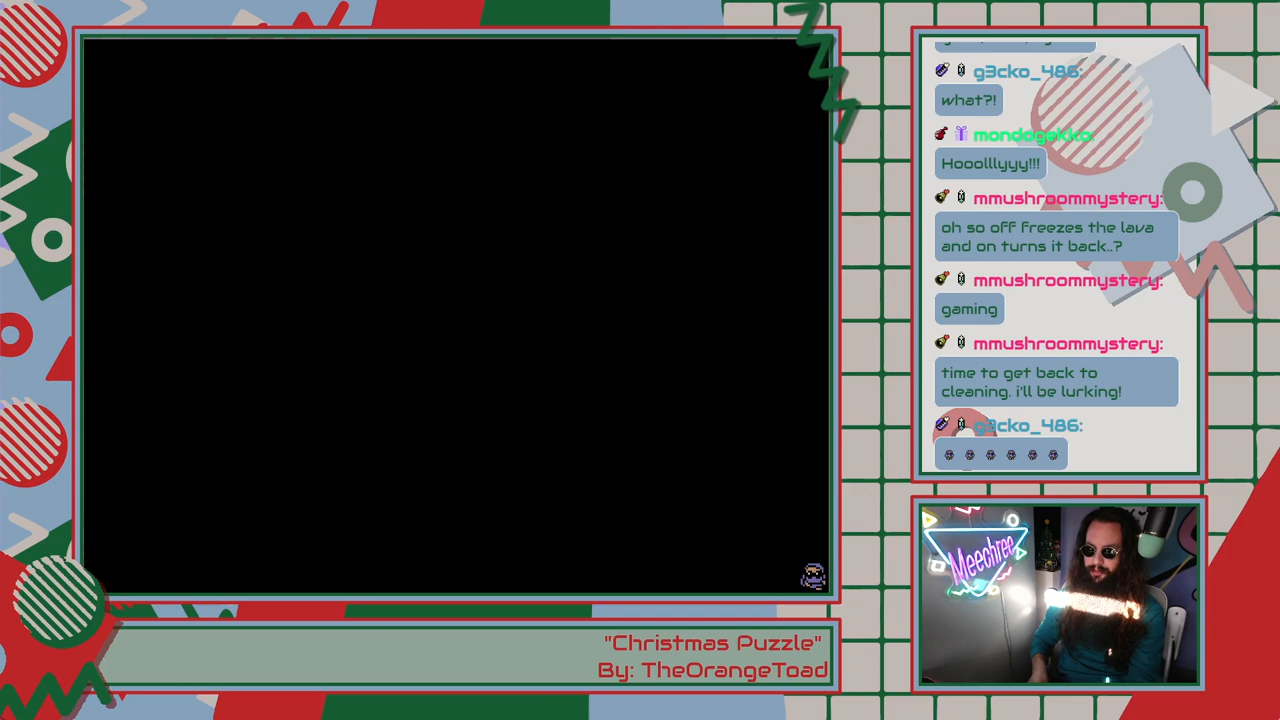 g3cko_486:
what?!
mondogekko:
Hooolllyyy!!!
mmushroommystery:
oh so off freezes the lava
and on turns it back..?
mmushroommystery:
gaming
mmushroommystery:
time to get back to
cleaning. i'll be lurking!
g3cko_486:
Meechree
"Christmas Puzzle"
By: TheOrangeToad